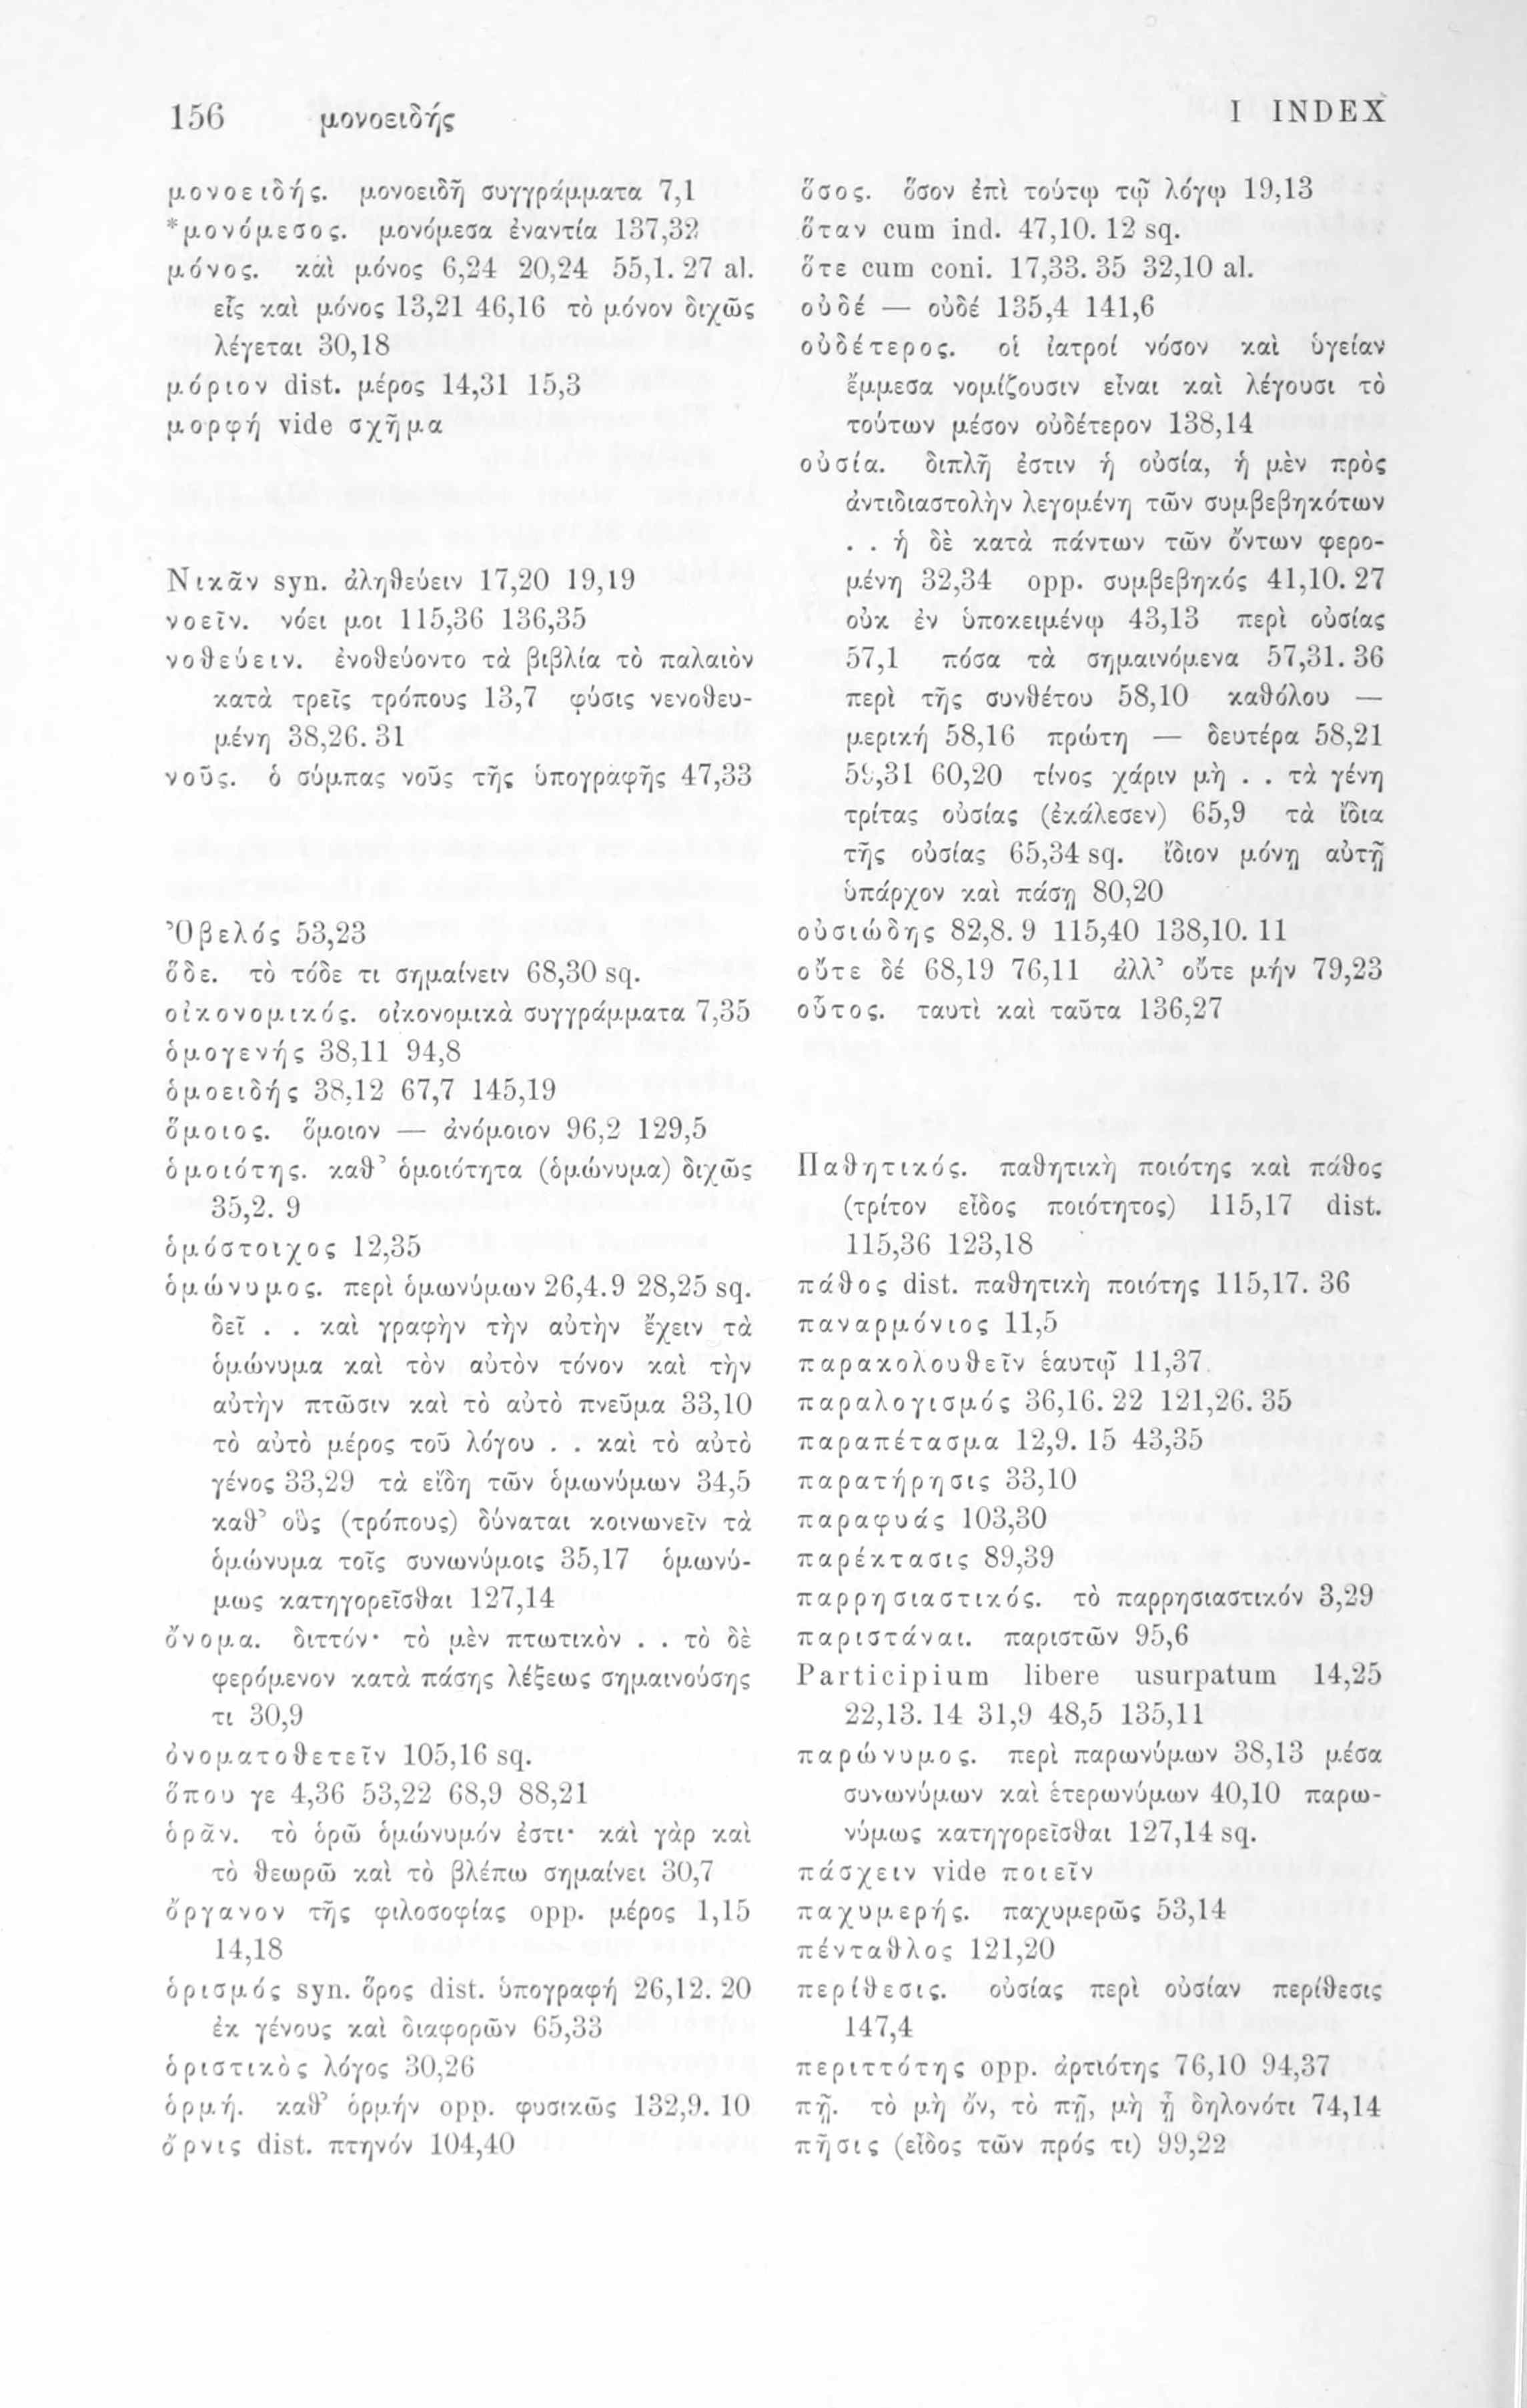 156 μονοειδής I INDEX
μονοειδής. μονοειδῆ συγγράμματα 7,1
*μονόμεσος. μονόμεσα ἐναντία 137,32
μόνος. καὶ μόνος 6,24 20,24 55,1. 27 al.
εἷς καὶ μόνος 13,21 46,16 τὸ μόνον διχῶς
λέγεται 30,18
μόριον dist. μέρος 14,31 15,3
μορφή vide σχῆμα
Νικᾶν syn. ἀληθεύειν 17,20 19,19
νοεῖν. νόει μοι 115,36 136,35
νοθεύειν. ἐνοθεύοντο τὰ βιβλία τὸ παλαιὸν
κατὰ τρεῖς τρόπους 13,7 φύσις νενοθευ-
μένη 38,26. 31
νοῦς. ὁ σύμπας νοῦς τῆς ὑπογραφῆς 47,33
Ὀβελός 53,23
ὅδε. τὸ τόδε τι σημαίνειν 68,30 sq.
οἰκονομικός. οἰκονομικὰ συγγράμματα 7,35
ὁμογενής 38,11 94,8
ὁμοειδής 38,12 67,7 145,19
ὅμοιος. ὅμοιον — ἀνόμοιον 96,2 129,5
ὁμοιότης. καθ’ ὁμοιότητα (ὁμώνυμα) διχῶς
35,2. 9
ὁμόστοιχος 12,35
ὁμώνυμος. περὶ ὁμωνύμων 26,4. 9 28,25 sq.
δεῖ . . καὶ γραφὴν τὴν αὐτὴν ἔχειν τὰ
ὁμώνυμα καὶ τὸν αὐτὸν τόνον καὶ τὴν
αὐτὴν πτῶσιν καὶ τὸ αὐτὸ πνεῦμα 33,10
τὸ αὐτὸ μέρος τοῦ λόγου . . καὶ τὸ αὐτὸ
γένος 33,29 τὰ εἴδη τῶν ὁμωνύμων 34,5
καθ’ οὓς (τρόπους) δύναται κοινωνεῖν τὰ
ὁμώνυμα τοῖς συνωνύμοις 35,17 ὁμωνύ-
μως κατηγορεῖσθαι 127,14
ὄνομα. διττόν· τὸ μὲν πτωτικὸν . . τὸ δὲ
φερόμενον κατὰ πάσης λέξεως σημαινούσης
τι 30,9
ὀνοματοθετεῖν 105,16 sq.
ὅπου γε 4,36 53,22 68,9 88,21
ὁρᾶν. τὸ ὁρῶ ὁμώνυμόν ἐστι· καὶ γὰρ καὶ
τὸ θεωρῶ καὶ τὸ βλέπω σημαίνει 30,7
ὄργανον τῆς φιλοσοφίας opp. μέρος 1,15
14,18
ὁρισμός syn. ὅρος dist. ὑπογραφή 26,12. 20
ἐκ γένους καὶ διαφορῶν 65,33
ὁριστικὸς λόγος 30,26
ὁρμή. καθ’ ὁρμήν opp. φυσικῶς 132,9. 10
ὄρνις dist. πτηνόν 104,40
ὅσος. ὅσον ἐπὶ τούτῳ τῷ λόγῳ 19,13
ὅταν cum ind. 47,10. 12 sq.
ὅτε cum coni. 17,33. 35 32,10 al.
οὐδέ — οὐδέ 135,4 141,6
οὐδέτερος. οἱ ἰατροί νόσον καὶ ὑγείαν
ἔμμεσα νομίζουσιν εἶναι καὶ λέγουσι τὸ
τούτων μέσον οὐδέτερον 138,14
οὐσία. διπλῆ ἐστιν ἡ οὐσία, ἡ μὲν πρὸς
ἀντιδιαστολὴν λεγομένη τῶν συμβεβηκότων
. . ἡ δὲ κατὰ πάντων τῶν ὄντων φερο-
μένη 32,34 opp. συμβεβηκός 41,10. 27
οὐκ ἐν ὑποκειμένῳ 43,13 περὶ οὐσίας
57,1 πόσα τὰ σημαινόμενα 57,31. 36
περὶ τῆς συνθέτου 58,10 καθόλου —
μερική 58,16 πρώτη — δευτέρα 58,21
59,31 60,20 τίνος χάριν μὴ . . τὰ γένη
τρίτας οὐσίας (ἐκάλεσεν) 65,9 τὰ ἴδια
τῆς οὐσίας 65,34 sq. ἴδιον μόνῃ αὐτῇ
ὑπάρχον καὶ πάσῃ 80,20
οὐσιώδης 82,8. 9 115,40 138,10. 11
οὔτε δέ 68,19 76,11 ἀλλ’ οὔτε μήν 79,23
οὗτος. ταυτὶ καὶ ταῦτα 136,27
Παθητικός. παθητικὴ ποιότης καὶ πάθος
(τρίτον εἶδος ποιότητος) 115,17 dist.
115,36 123,18
πάθος dist. παθητικὴ ποιότης 115,17. 36
παναρμόνιος 11,5
παρακολουθεῖν ἑαυτῷ 11,37
παραλογισμός 36,16. 22 121,26. 35
παραπέτασμα 12,9. 15 43,35
παρατήρησις 33,10
παραφυάς 103,30
παρέκτασις 89,39
παρρησιαστικός. τὸ παρρησιαστικόν 3,29
παριστάναι. παριστῶν 95,6
Participium libere usurpatum 14,25
22,13. 14 31,9 48,5 135,11
παρώνυμος. περὶ παρωνύμων 38,13 μέσα
συνωνύμων καὶ ἑτερωνύμων 40,10 παρω-
νύμως κατηγορεῖσθαι 127,14 sq.
πάσχειν vide ποιεῖν
παχυμερής. παχυμερῶς 53,14
πένταθλος 121,20
περίθεσις. οὐσίας περὶ οὐσίαν περίθεσις
147,4
περιττότης opp. ἀρτιότης 76,10 94,37
πῇ. τὸ μὴ ὄν, τὸ πῇ, μὴ ᾖ δηλονότι 74,14
πῆσις (εἶδος τῶν πρός τι) 99,22